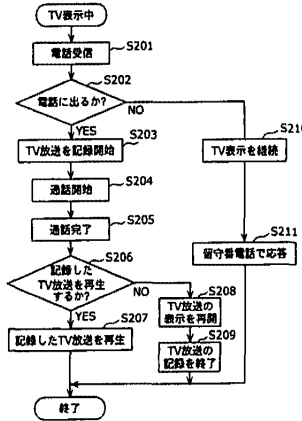 TV表示中
電話受信
S201
S202
電話に出るか?
NO
YES
S203
TV放送を記録開始
S210
TV表示を継続
S204
通話開始
S205
通話完了
S211
留守番電話で応答
S206
記録した
TV放送を再生
するか?
NO
YES
S207
記録したTV放送を再生
S208
TV放送の
表示を再開
S209
TV放送の
記録を終了
終了